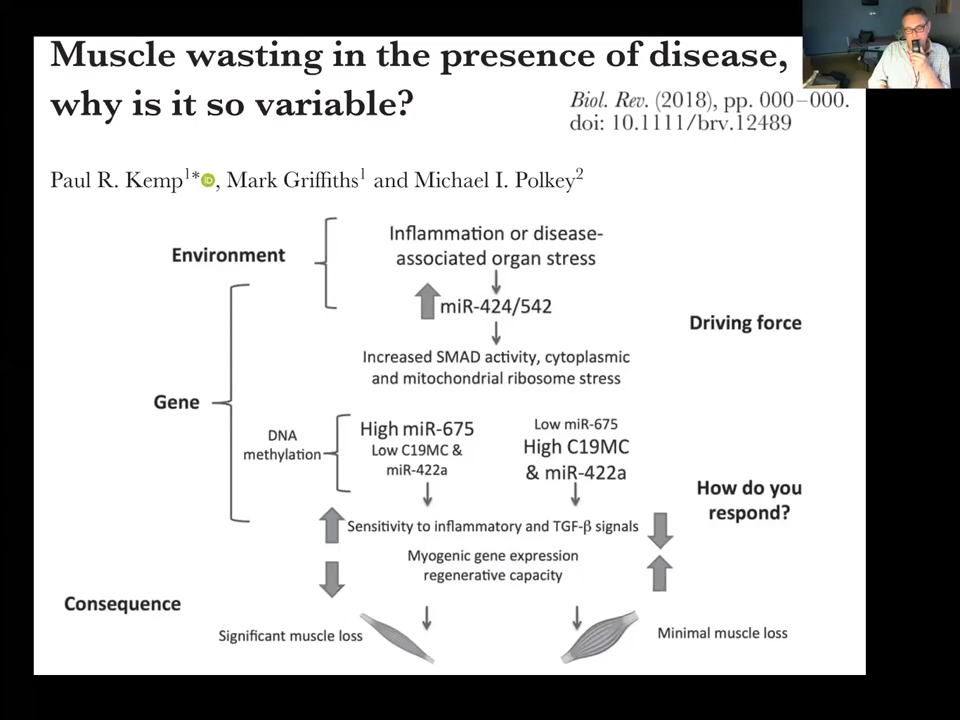 Muscle wasting in the presence of disease,
why is it so variable?
Biol. Rev. (2018), pp. 000–000.
doi: 10.1111/brv.12489
Paul R. Kemp1*iD, Mark Griffiths1 and Michael I. Polkey2
Environment
Inflammation or disease-
associated organ stress
miR-424/542
Driving force
Increased SMAD activity, cytoplasmic
and mitochondrial ribosome stress
Gene
DNA
methylation
High miR-675
Low C19MC &
miR-422a
Low miR-675
High C19MC
& miR-422a
How do you
respond?
Sensitivity to inflammatory and TGF-β signals
Myogenic gene expression
regenerative capacity
Consequence
Significant muscle loss
Minimal muscle loss